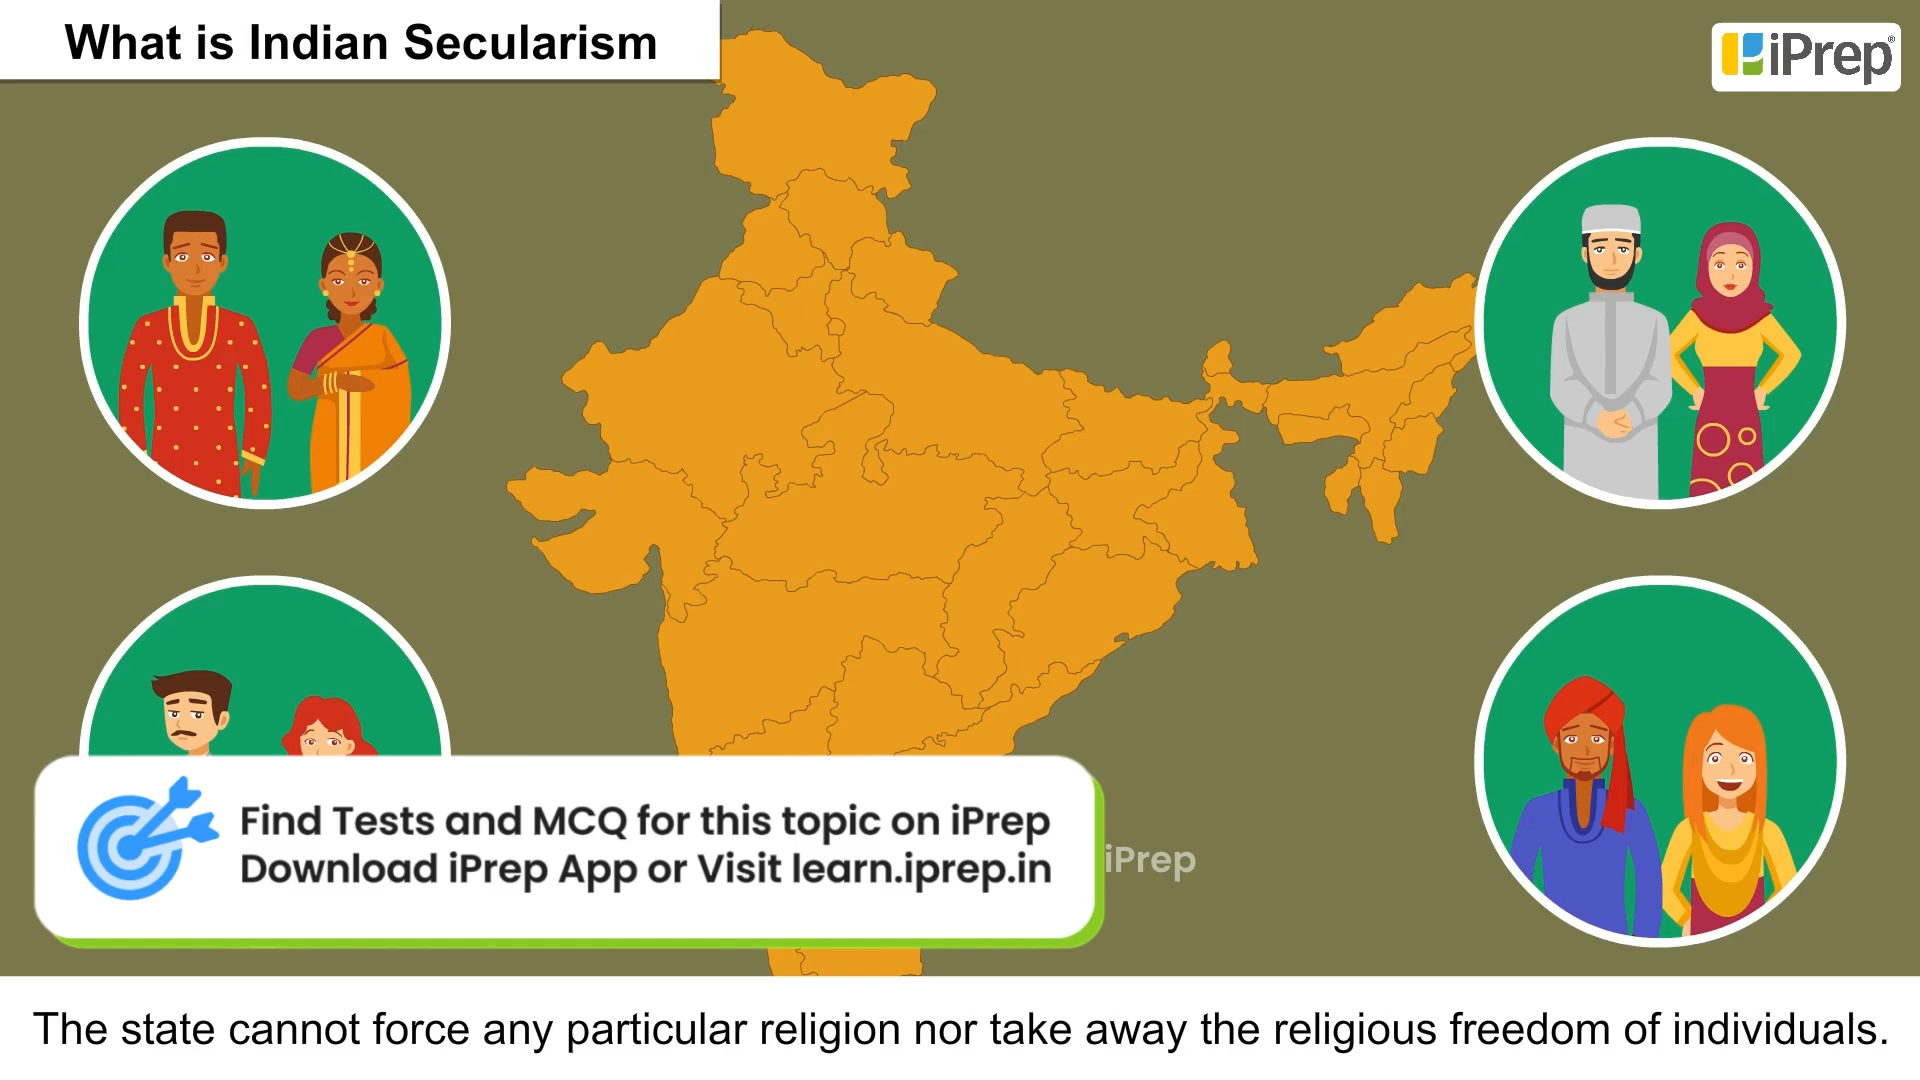 What is Indian Secularism
iPrep®
Find Tests and MCQ for this topic on iPrep
Download iPrep App or Visit learn.iprep.in
iPrep
The state cannot force any particular religion nor take away the religious freedom of individuals.